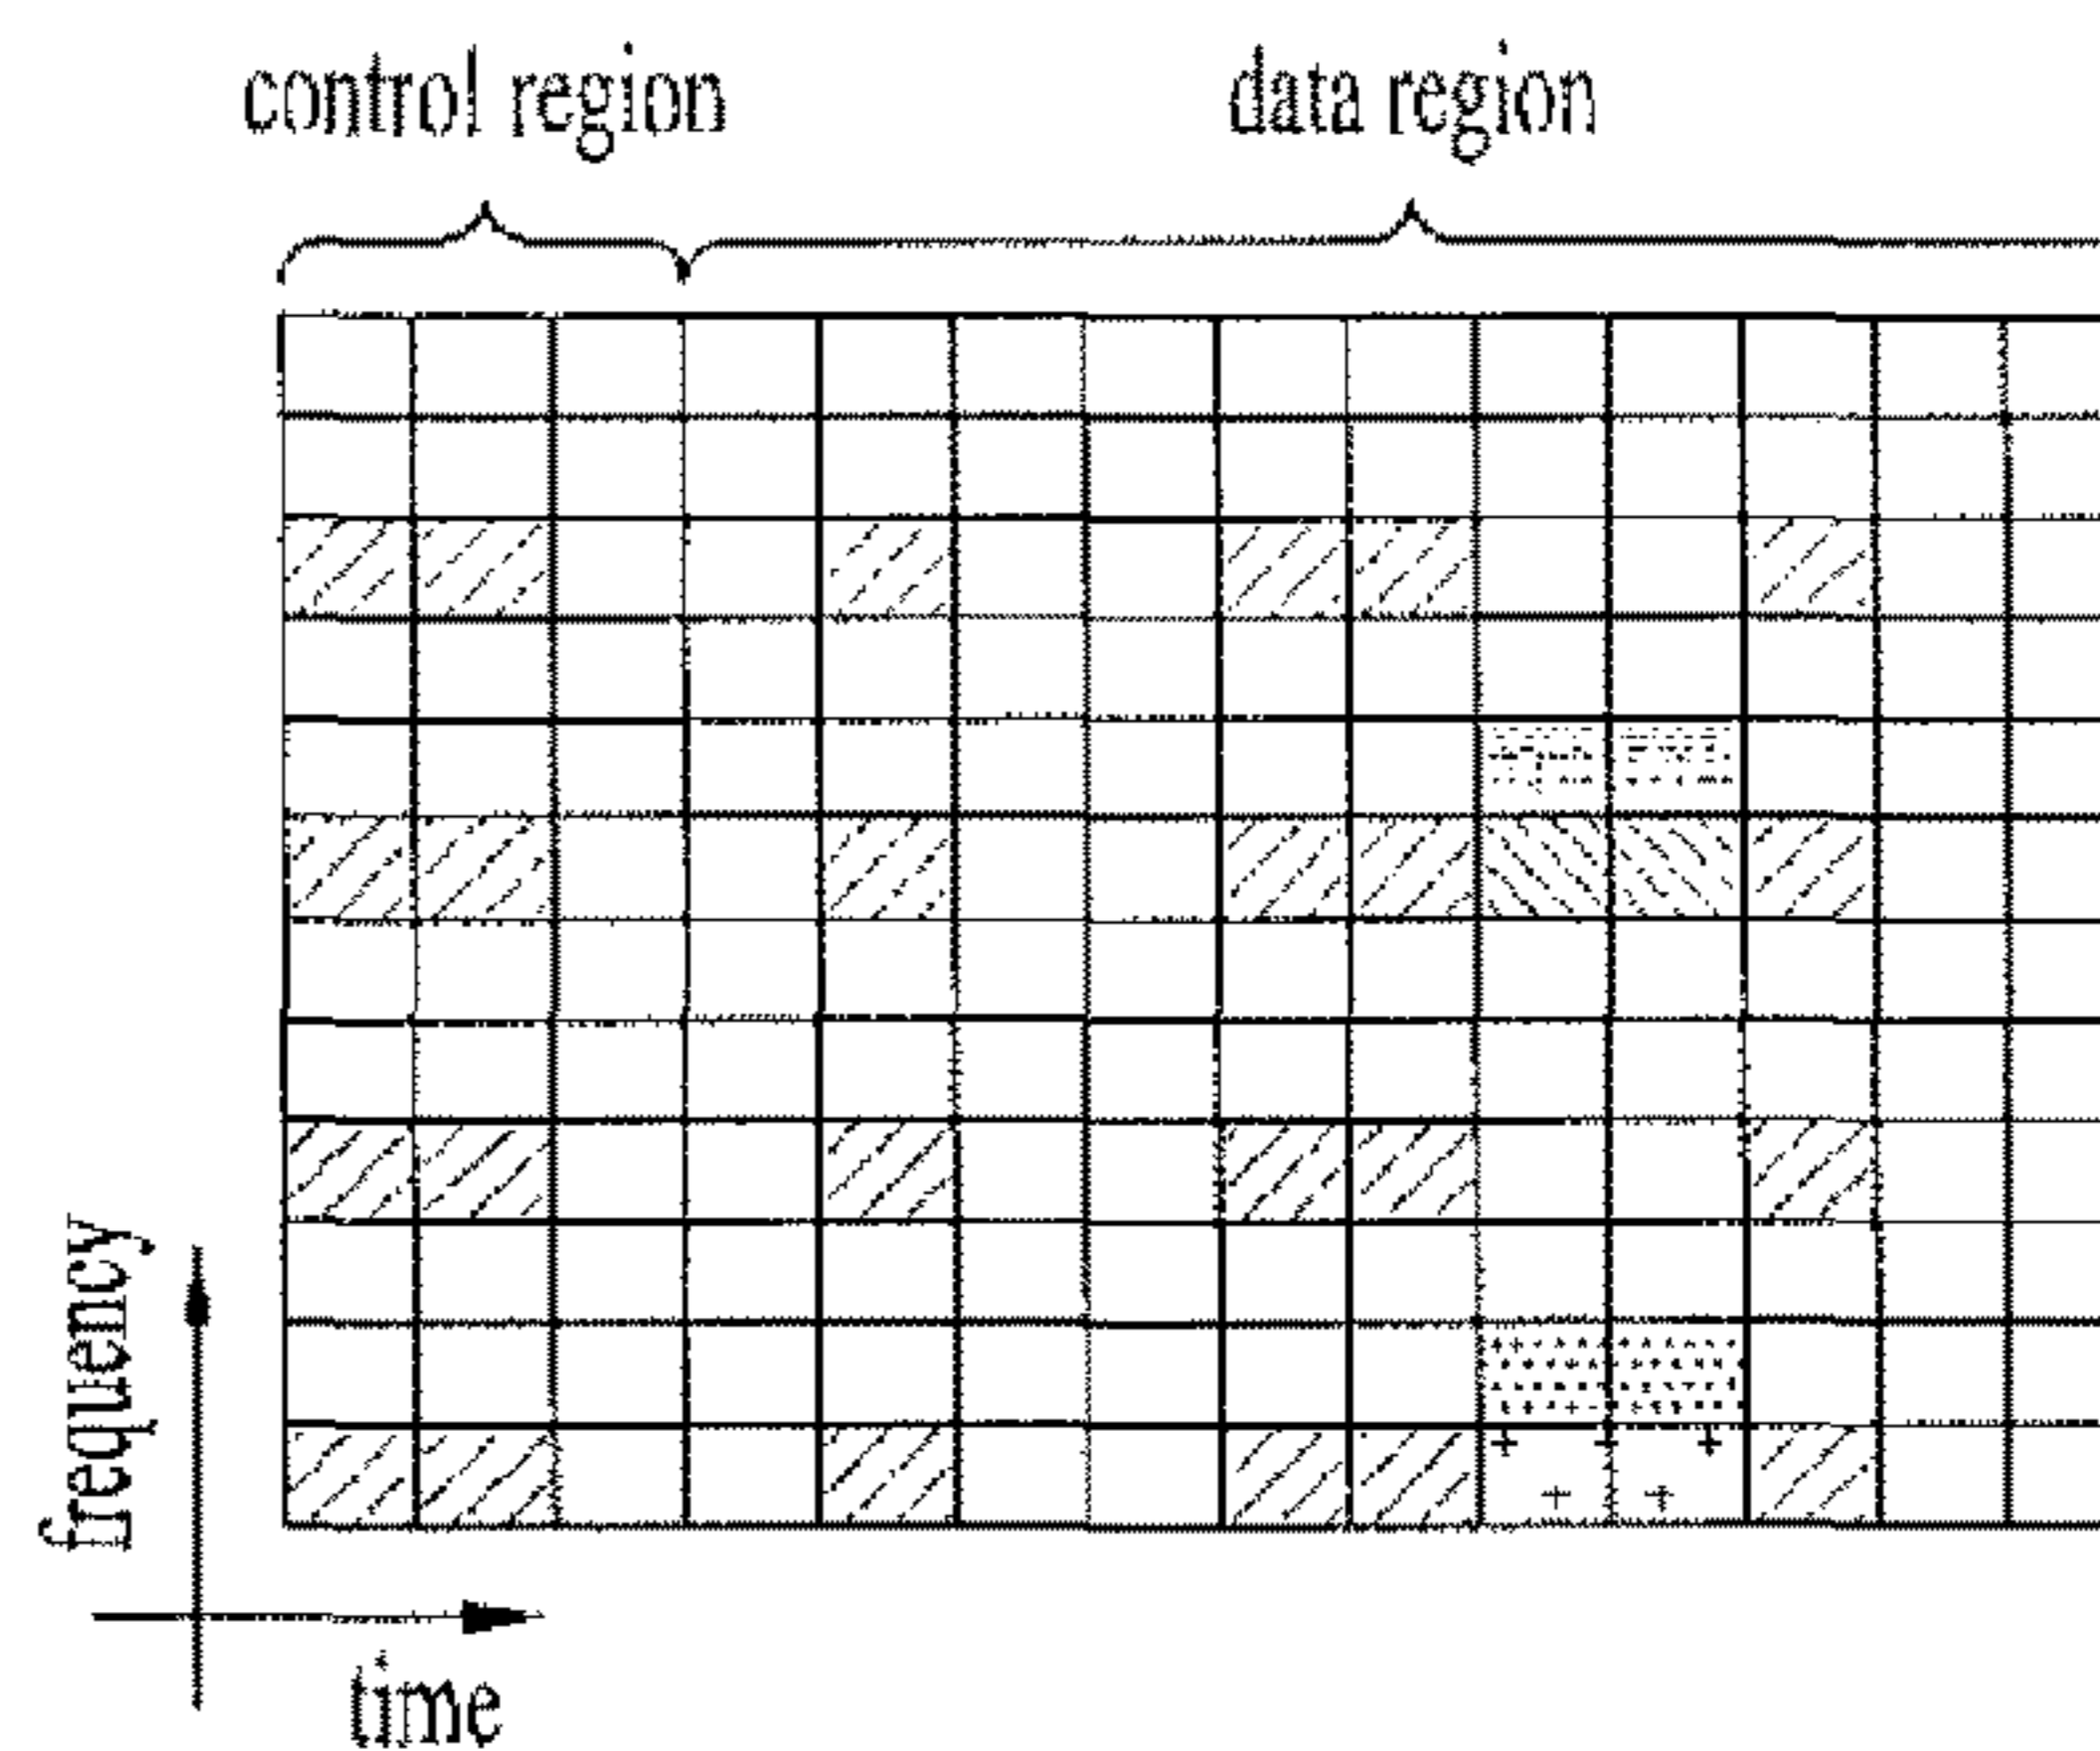 control region
data region
frequency
time